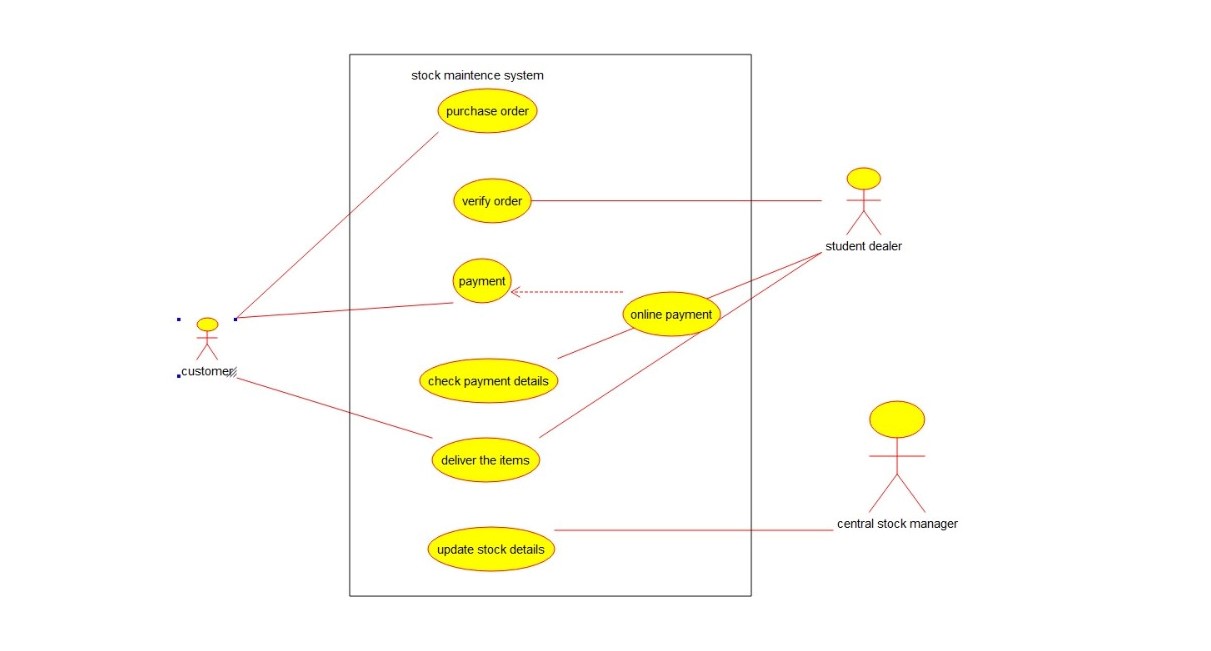 stock maintence system
purchase order
verify order
payment
online payment
check payment details
deliver the items
update stock details
customer
student dealer
central stock manager